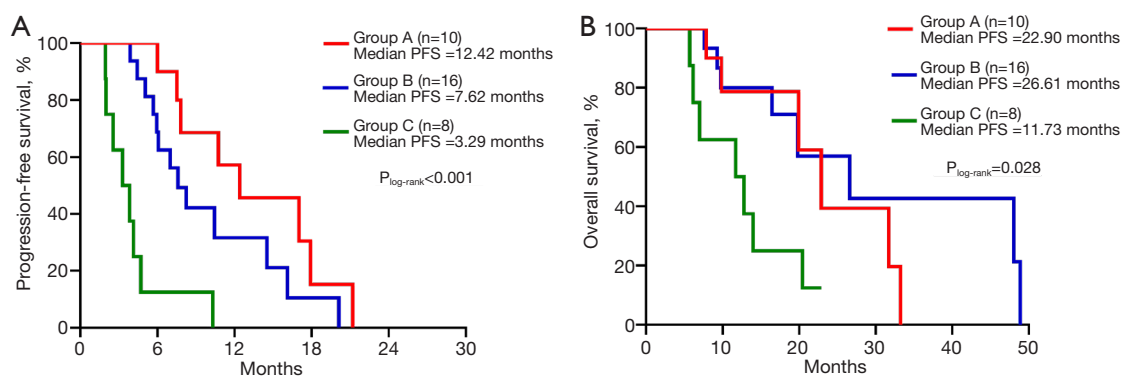 A
Group A (n=10)
Median PFS =12.42 months
Group B (n=16)
Median PFS =7.62 months
Group C (n=8)
Median PFS =3.29 months
P log-rank<0.001
Progression-free survival, %
100
80
60
40
20
0
0 6 12 18 24 30
Months
B
Group A (n=10)
Median PFS =22.90 months
Group B (n=16)
Median PFS =26.61 months
Group C (n=8)
Median PFS =11.73 months
P log-rank=0.028
Overall survival, %
100
80
60
40
20
0
0 10 20 30 40 50
Months